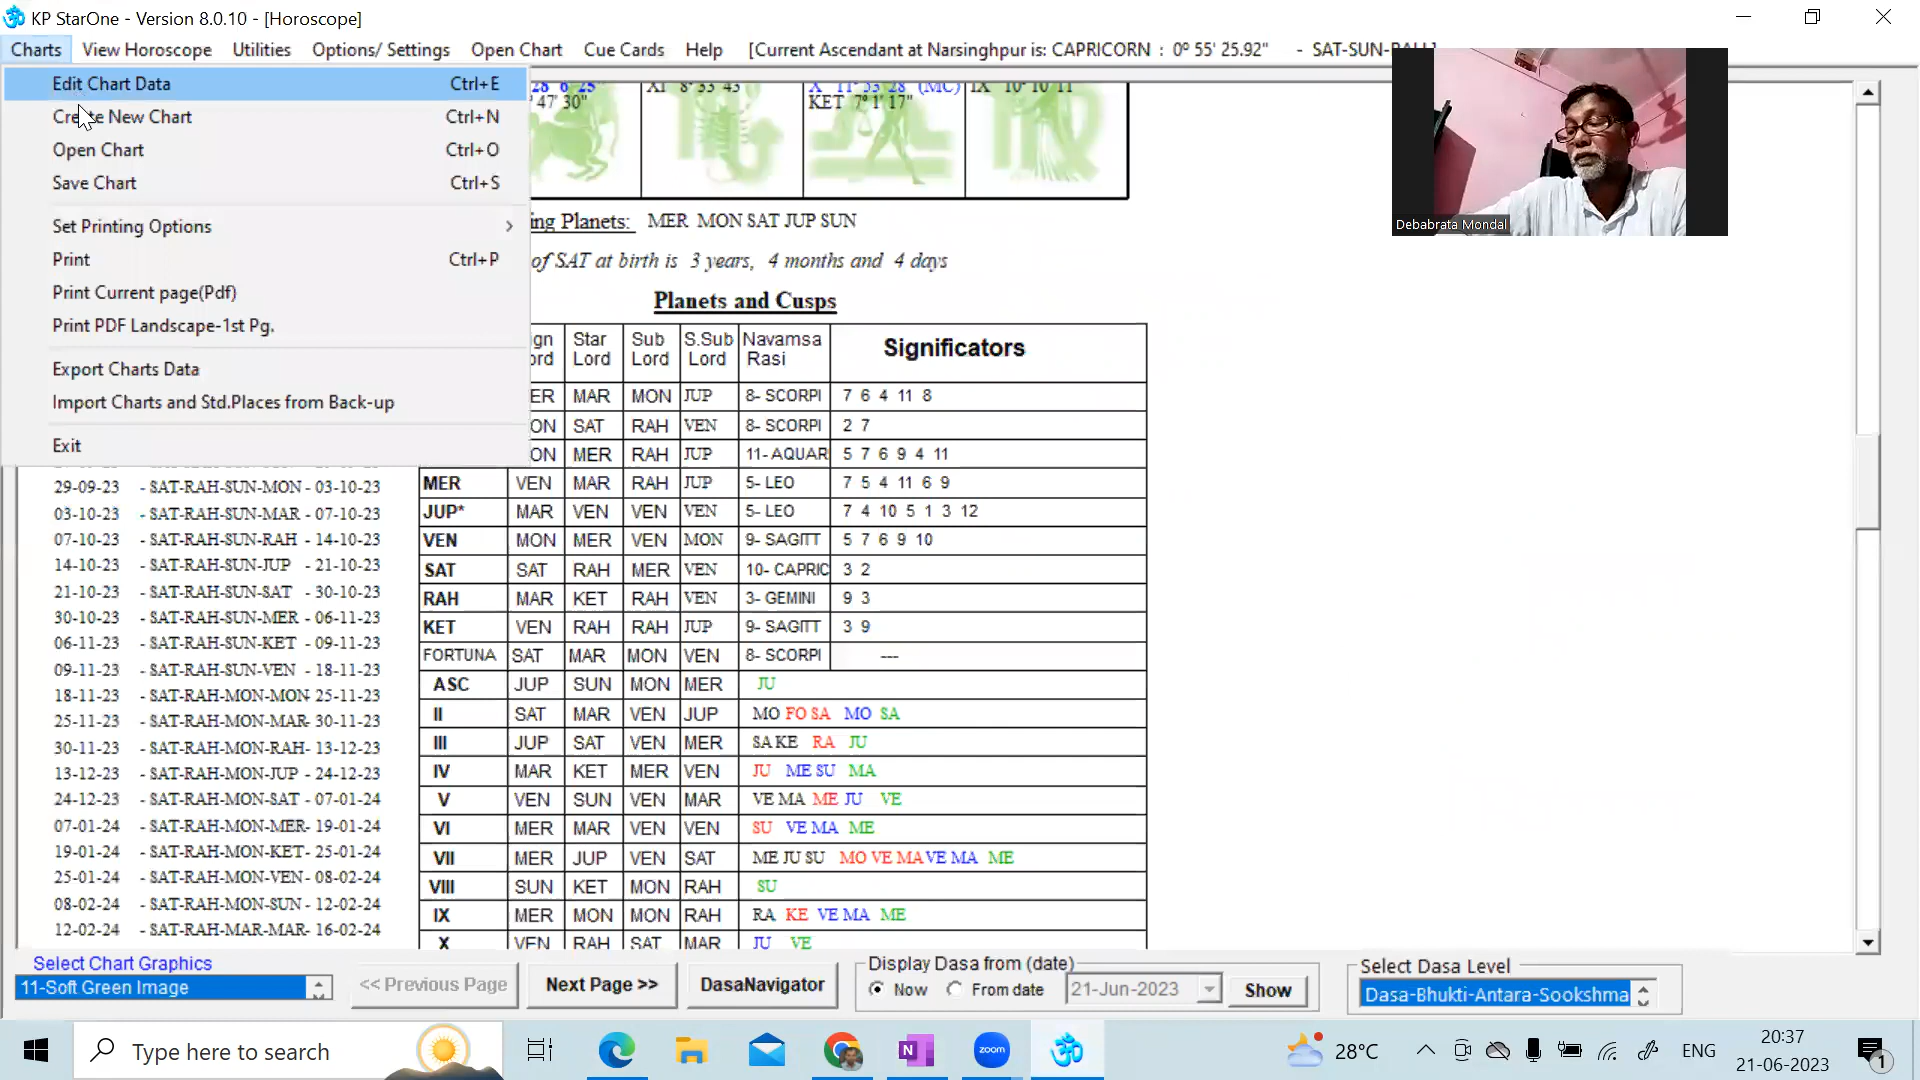 KP StarOne - Version 8.0.10 - [Horoscope]
Charts View Horoscope Utilities Options/ Settings Open Chart Cue Cards Help [Current Ascendant at Narsinghpur is: CAPRICORN : 0º 55' 25.92" - SAT-SUN-RAH]
Edit Chart Data Ctrl+E
Create New Chart Ctrl+N
Open Chart Ctrl+O
Save Chart Ctrl+S
Set Printing Options
Print Ctrl+P
Print Current page(Pdf)
Print PDF Landscape-1st Pg.
Export Charts Data
Import Charts and Std.Places from Back-up
Exit
28° 6' 25"
47' 30"
XI 8° 33' 43"
X 11° 53' 28" (MC)
KET 7° 1' 17"
IX 10° 10' 11"
Debabrata Mondal
ing Planets: MER MON SAT JUP SUN
of SAT at birth is 3 years, 4 months and 4 days
Planets and Cusps
gn ord Star Lord Sub Lord S.Sub Lord Navamsa Rasi Significators
ER MAR MON JUP 8- SCORPI 7 6 4 11 8
ON SAT RAH VEN 8- SCORPI 2 7
ON MER RAH JUP 11- AQUAR 5 7 6 9 4 11
MER VEN MAR RAH JUP 5- LEO 7 5 4 11 6 9
JUP* MAR VEN VEN VEN 5- LEO 7 4 10 5 1 3 12
VEN MON MER VEN MON 9- SAGITT 5 7 6 9 10
SAT SAT RAH MER VEN 10- CAPRIC 3 2
RAH MAR KET RAH VEN 3- GEMINI 9 3
KET VEN RAH RAH JUP 9- SAGITT 3 9
FORTUNA SAT MAR MON VEN 8- SCORPI ---
ASC JUP SUN MON MER JU
II SAT MAR VEN JUP MO FO SA MO SA
III JUP SAT VEN MER SA KE RA JU
IV MAR KET MER VEN JU ME SU MA
V VEN SUN VEN MAR VE MA ME JU VE
VI MER MAR VEN VEN SU VE MA ME
VII MER JUP VEN SAT ME JU SU MO VE MA VE MA ME
VIII SUN KET MON RAH SU
IX MER MON MON RAH RA KE VE MA ME
X VEN RAH SAT MAR JU VE
29-09-23 - SAT-RAH-SUN-MON - 03-10-23
03-10-23 - SAT-RAH-SUN-MAR - 07-10-23
07-10-23 - SAT-RAH-SUN-RAH - 14-10-23
14-10-23 - SAT-RAH-SUN-JUP - 21-10-23
21-10-23 - SAT-RAH-SUN-SAT - 30-10-23
30-10-23 - SAT-RAH-SUN-MER - 06-11-23
06-11-23 - SAT-RAH-SUN-KET - 09-11-23
09-11-23 - SAT-RAH-SUN-VEN - 18-11-23
18-11-23 - SAT-RAH-MON-MON- 25-11-23
25-11-23 - SAT-RAH-MON-MAR- 30-11-23
30-11-23 - SAT-RAH-MON-RAH- 13-12-23
13-12-23 - SAT-RAH-MON-JUP - 24-12-23
24-12-23 - SAT-RAH-MON-SAT - 07-01-24
07-01-24 - SAT-RAH-MON-MER- 19-01-24
19-01-24 - SAT-RAH-MON-KET- 25-01-24
25-01-24 - SAT-RAH-MON-VEN - 08-02-24
08-02-24 - SAT-RAH-MON-SUN - 12-02-24
12-02-24 - SAT-RAH-MAR-MAR- 16-02-24
Select Chart Graphics
11-Soft Green Image
<< Previous Page
Next Page >>
DasaNavigator
Display Dasa from (date)
Now From date 21-Jun-2023 Show
Select Dasa Level
Dasa-Bhukti-Antara-Sookshma
Type here to search
zoom
28°C
ENG
20:37
21-06-2023
1